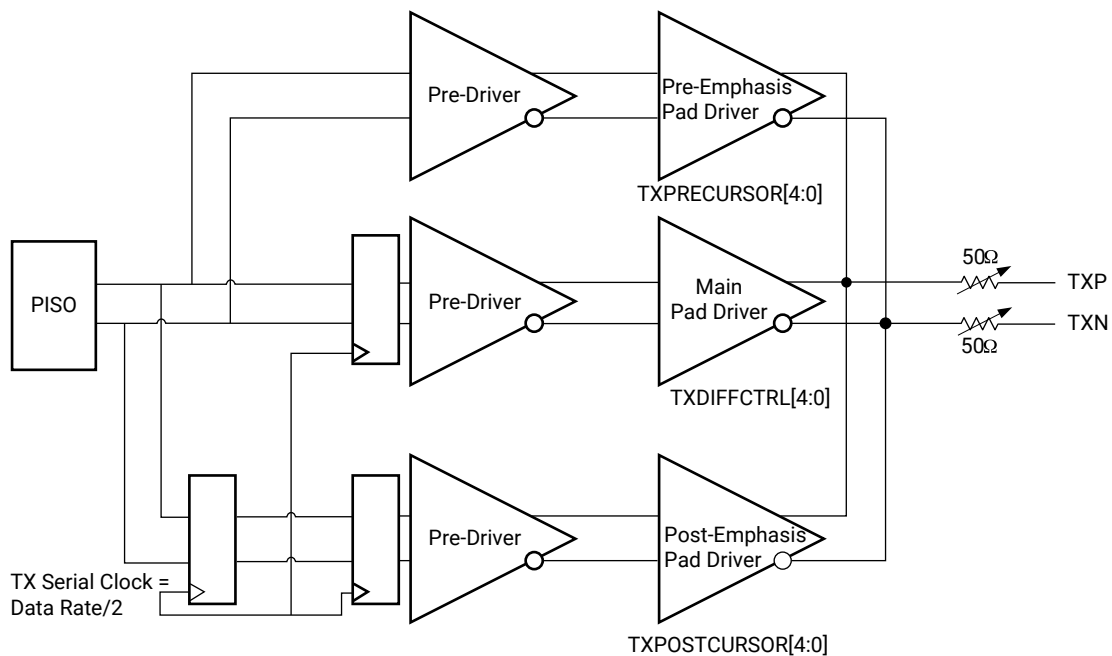 Pre-Driver
Pre-Emphasis
Pad Driver
TXPRECURSOR[4:0]
PISO
Pre-Driver
Main
Pad Driver
TXDIFFCTRL[4:0]
50Ω
TXP
TXN
50Ω
Pre-Driver
Post-Emphasis
Pad Driver
TXPOSTCURSOR[4:0]
TX Serial Clock =
Data Rate/2